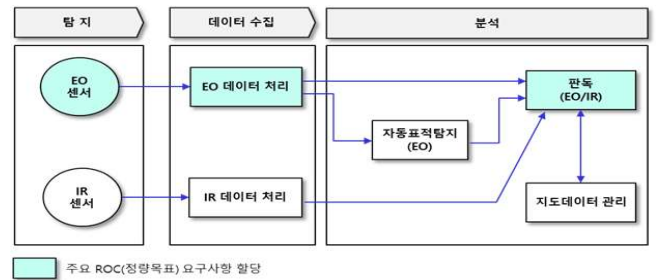 탐 지
데이터 수집
분석
EO
센서
EO 데이터 처리
판독
(EO/IR)
자동표적탐지
(EO)
IR
센서
IR 데이터 처리
지도데이터 관리
주요 ROC(정량목표) 요구사항 할당